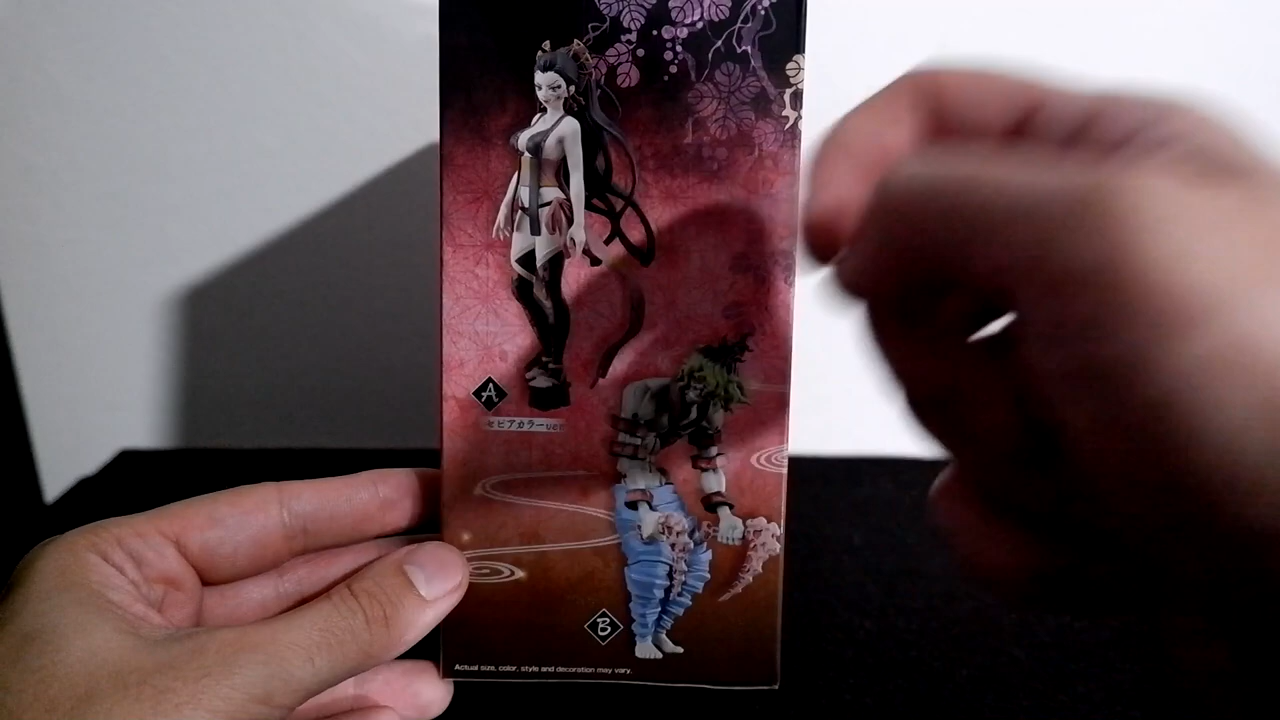 A
セピアカラーver
B
Actual size, color, style and decoration may vary.